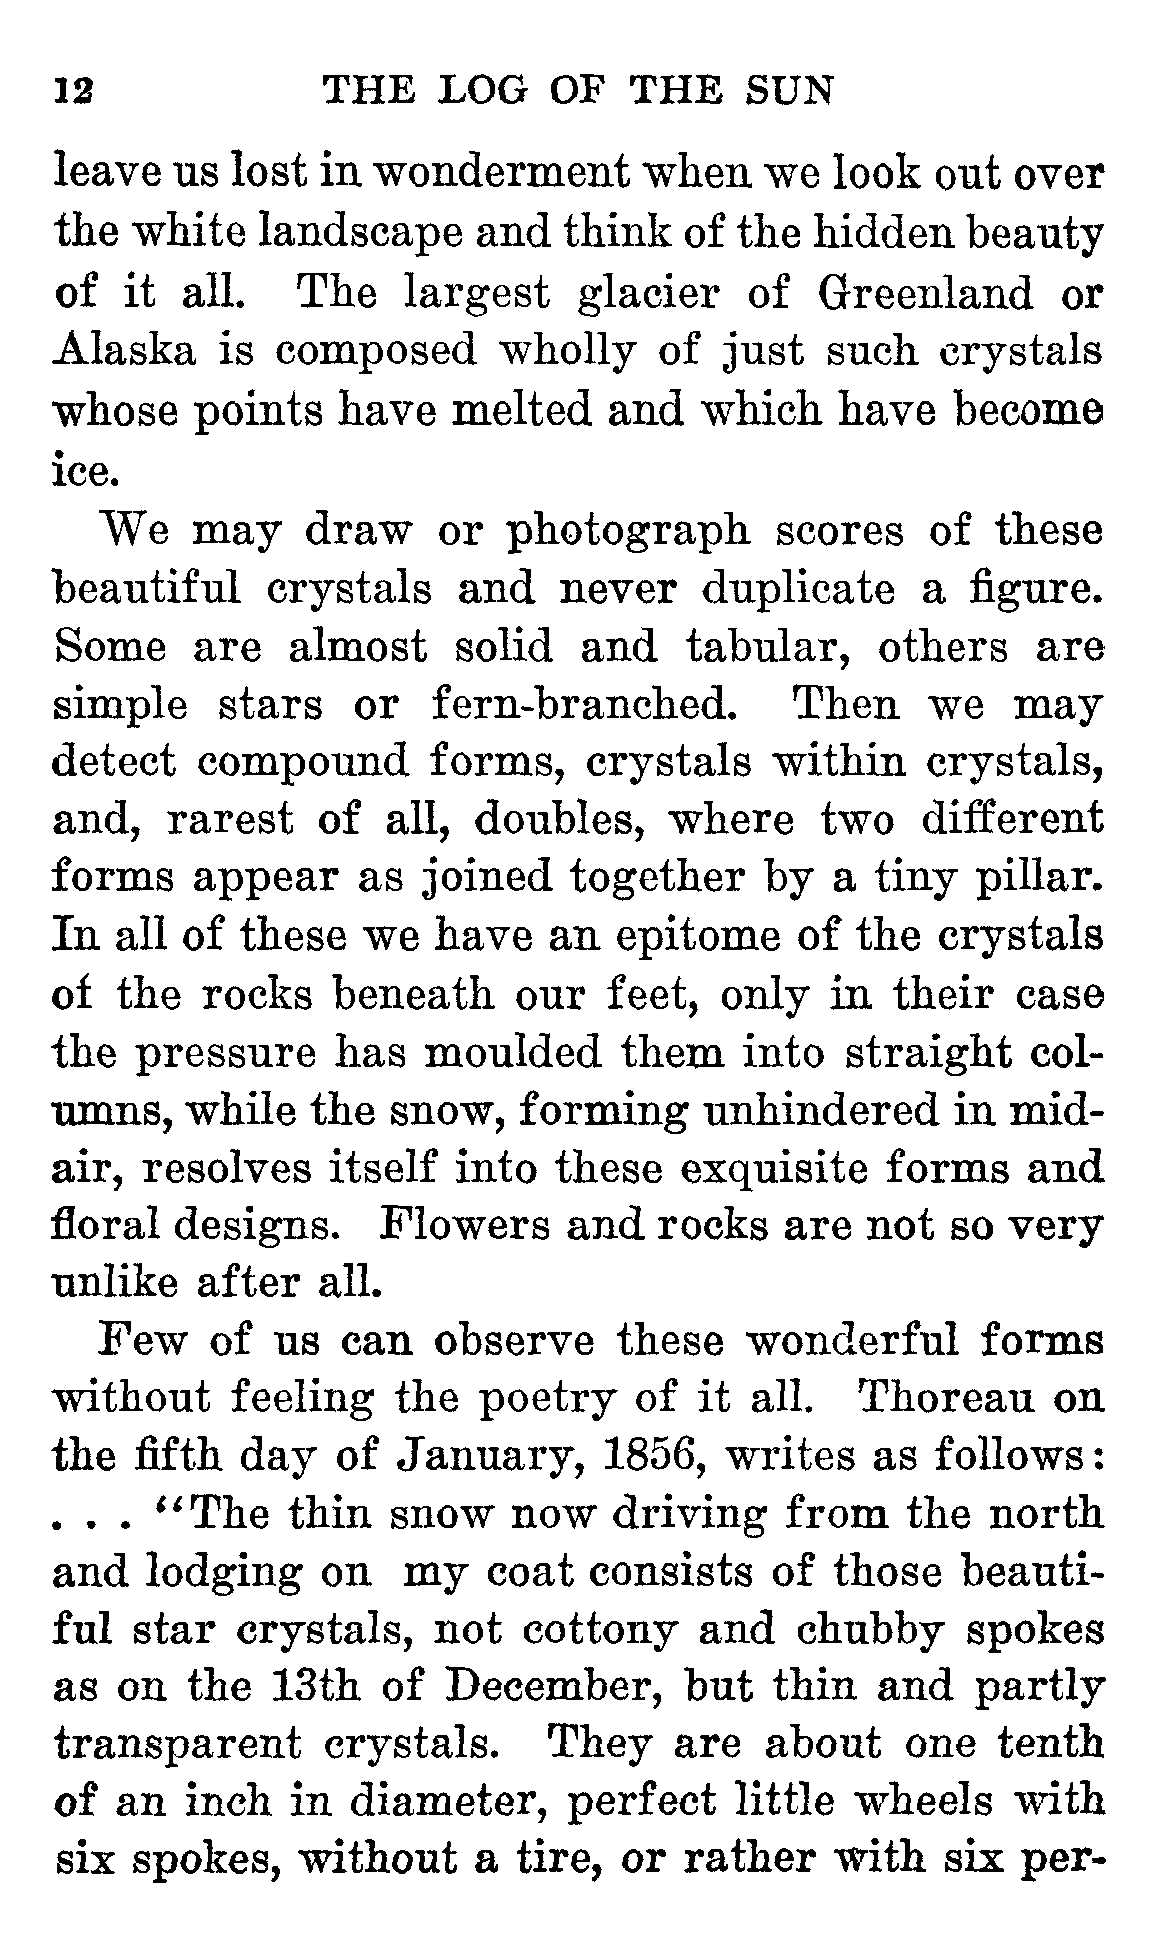 12 THE LOG OF THE SUN
leave us lost in wonderment when we look out over
the white landscape and think of the hidden beauty
of it all. The largest glacier of Greenland or
Alaska is composed wholly of just such crystals
whose points have melted and which have become
ice.
We may draw or photograph scores of these
beautiful crystals and never duplicate a figure.
Some are almost solid and tabular, others are
simple stars or fern-branched. Then we may
detect compound forms, crystals within crystals,
and, rarest of all, doubles, where two different
forms appear as joined together by a tiny pillar.
In all of these we have an epitome of the crystals
of the rocks beneath our feet, only in their case
the pressure has moulded them into straight col-
umns, while the snow, forming unhindered in mid-
air, resolves itself into these exquisite forms and
floral designs. Flowers and rocks are not so very
unlike after all.
Few of us can observe these wonderful forms
without feeling the poetry of it all. Thoreau on
the fifth day of January, 1856, writes as follows:
. . . “The thin snow now driving from the north
and lodging on my coat consists of those beauti-
ful star crystals, not cottony and chubby spokes
as on the 13th of December, but thin and partly
transparent crystals. They are about one tenth
of an inch in diameter, perfect little wheels with
six spokes, without a tire, or rather with six per-